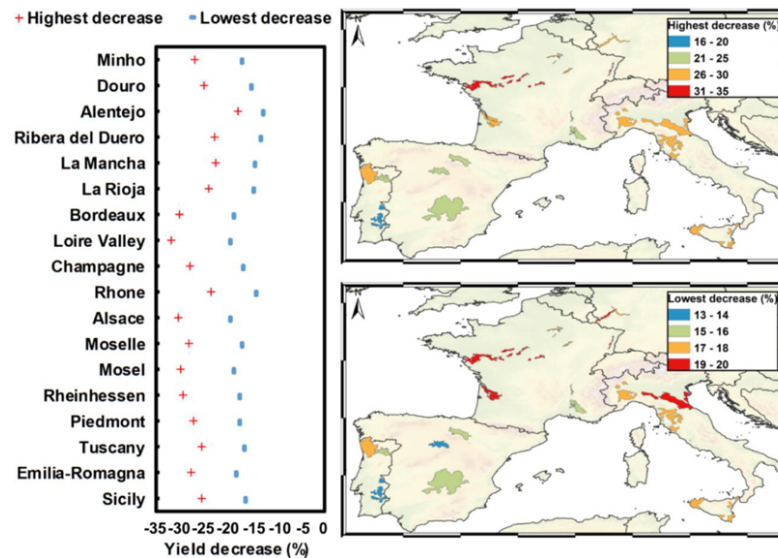 + Highest decrease Lowest decrease
Minho
Douro
Alentejo
Ribera del Duero
La Mancha
La Rioja
Bordeaux
Loire Valley
Champagne
Rhone
Alsace
Moselle
Mosel
Rheinhessen
Piedmont
Tuscany
Emilia-Romagna
Sicily
-35 -30 -25 -20 -15 -10 -5 0
Yield decrease (%)
Highest decrease (%)
16 - 20
21 - 25
26 - 30
31 - 35
Lowest decrease (%)
13 - 14
15 - 16
17 - 18
19 - 20